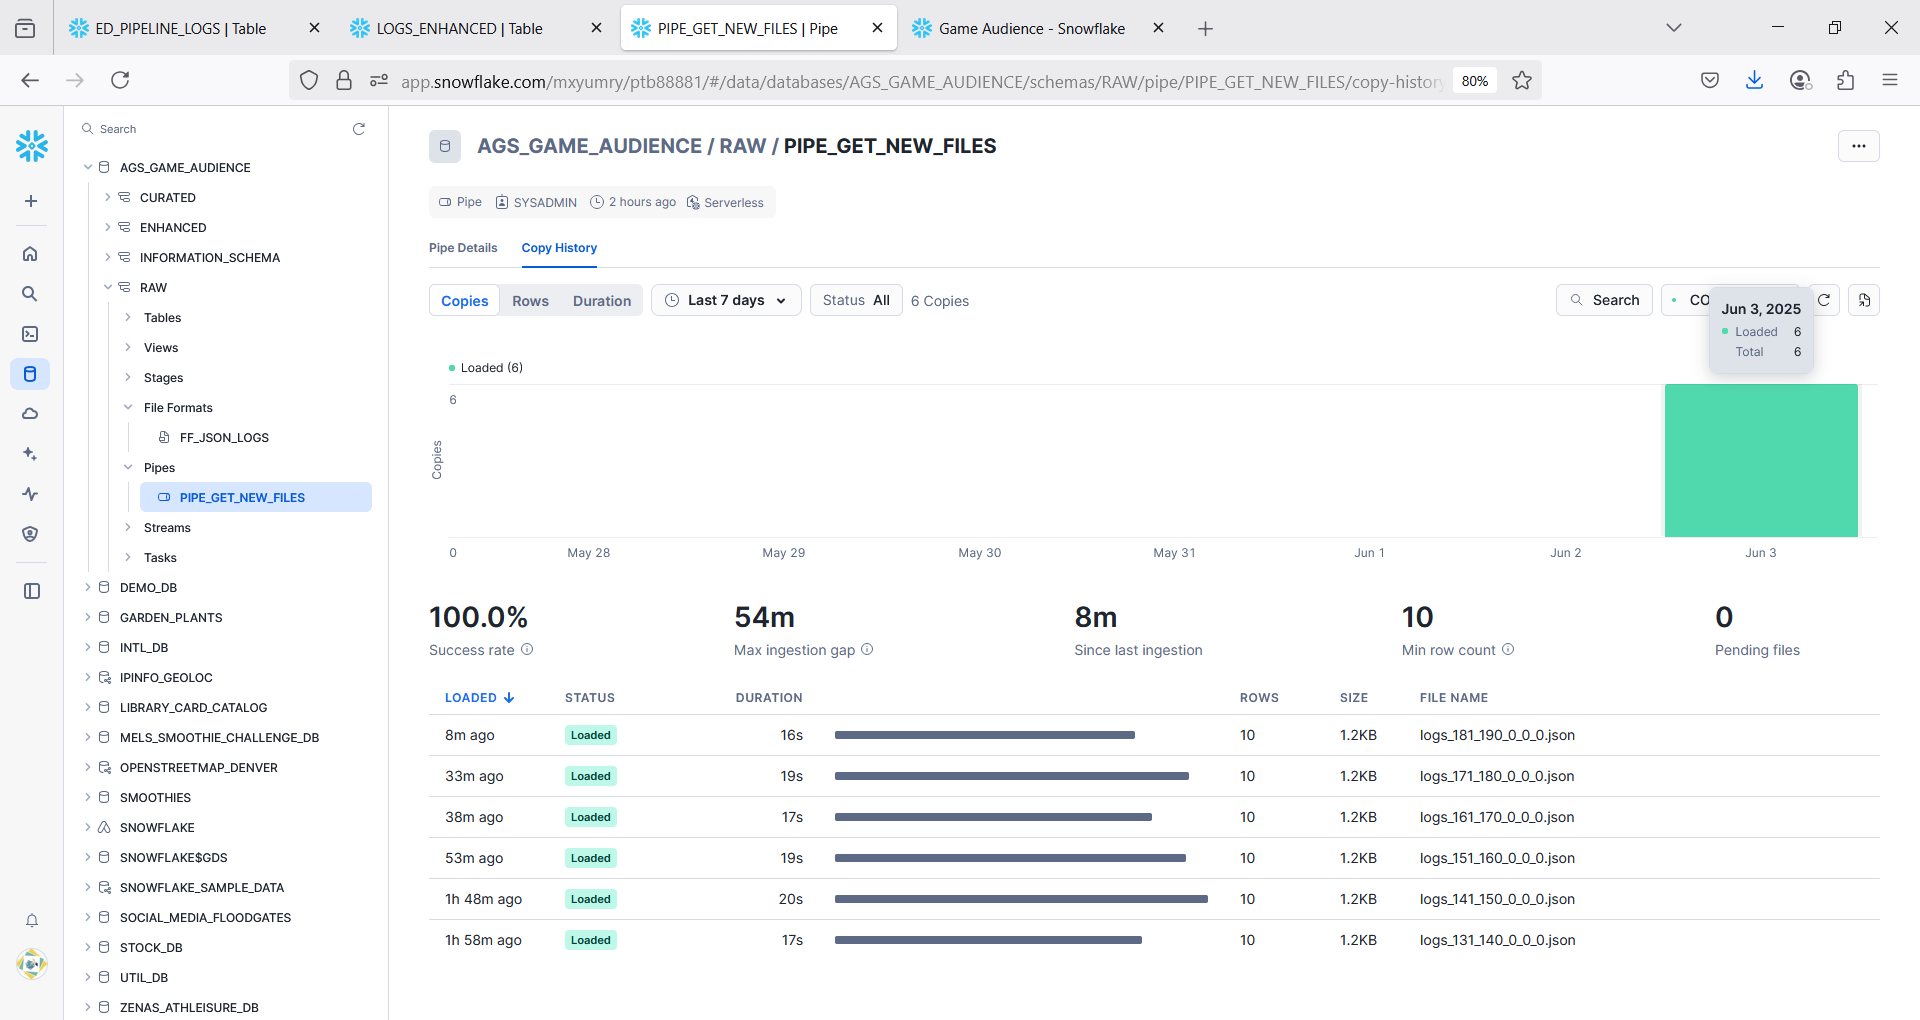 ED_PIPELINE_LOGS | Table
LOGS_ENHANCED | Table
PIPE_GET_NEW_FILES | Pipe
Game Audience - Snowflake
app.snowflake.com/mxyumry/ptb88881/#/data/databases/AGS_GAME_AUDIENCE/schemas/RAW/pipe/PIPE_GET_NEW_FILES/copy-history
80%
Search
AGS_GAME_AUDIENCE
CURATED
ENHANCED
INFORMATION_SCHEMA
RAW
Tables
Views
Stages
File Formats
FF_JSON_LOGS
Pipes
PIPE_GET_NEW_FILES
Streams
Tasks
DEMO_DB
GARDEN_PLANTS
INTL_DB
IPINFO_GEOLOC
LIBRARY_CARD_CATALOG
MELS_SMOOTHIE_CHALLENGE_DB
OPENSTREETMAP_DENVER
SMOOTHIES
SNOWFLAKE
SNOWFLAKE$GDS
SNOWFLAKE_SAMPLE_DATA
SOCIAL_MEDIA_FLOODGATES
STOCK_DB
UTIL_DB
ZENAS_ATHLEISURE_DB
AGS_GAME_AUDIENCE / RAW / PIPE_GET_NEW_FILES
Pipe SYSADMIN 2 hours ago Serverless
Pipe Details Copy History
Copies Rows Duration Last 7 days Status All 6 Copies Search
Jun 3, 2025
Loaded 6
Total 6
Loaded (6)
6
Copies
0 May 28 May 29 May 30 May 31 Jun 1 Jun 2 Jun 3
100.0% 54m 8m 10 0
Success rate Max ingestion gap Since last ingestion Min row count Pending files
LOADED STATUS DURATION ROWS SIZE FILE NAME
8m ago Loaded 16s 10 1.2KB logs_181_190_0_0_0.json
33m ago Loaded 19s 10 1.2KB logs_171_180_0_0_0.json
38m ago Loaded 17s 10 1.2KB logs_161_170_0_0_0.json
53m ago Loaded 19s 10 1.2KB logs_151_160_0_0_0.json
1h 48m ago Loaded 20s 10 1.2KB logs_141_150_0_0_0.json
1h 58m ago Loaded 17s 10 1.2KB logs_131_140_0_0_0.json